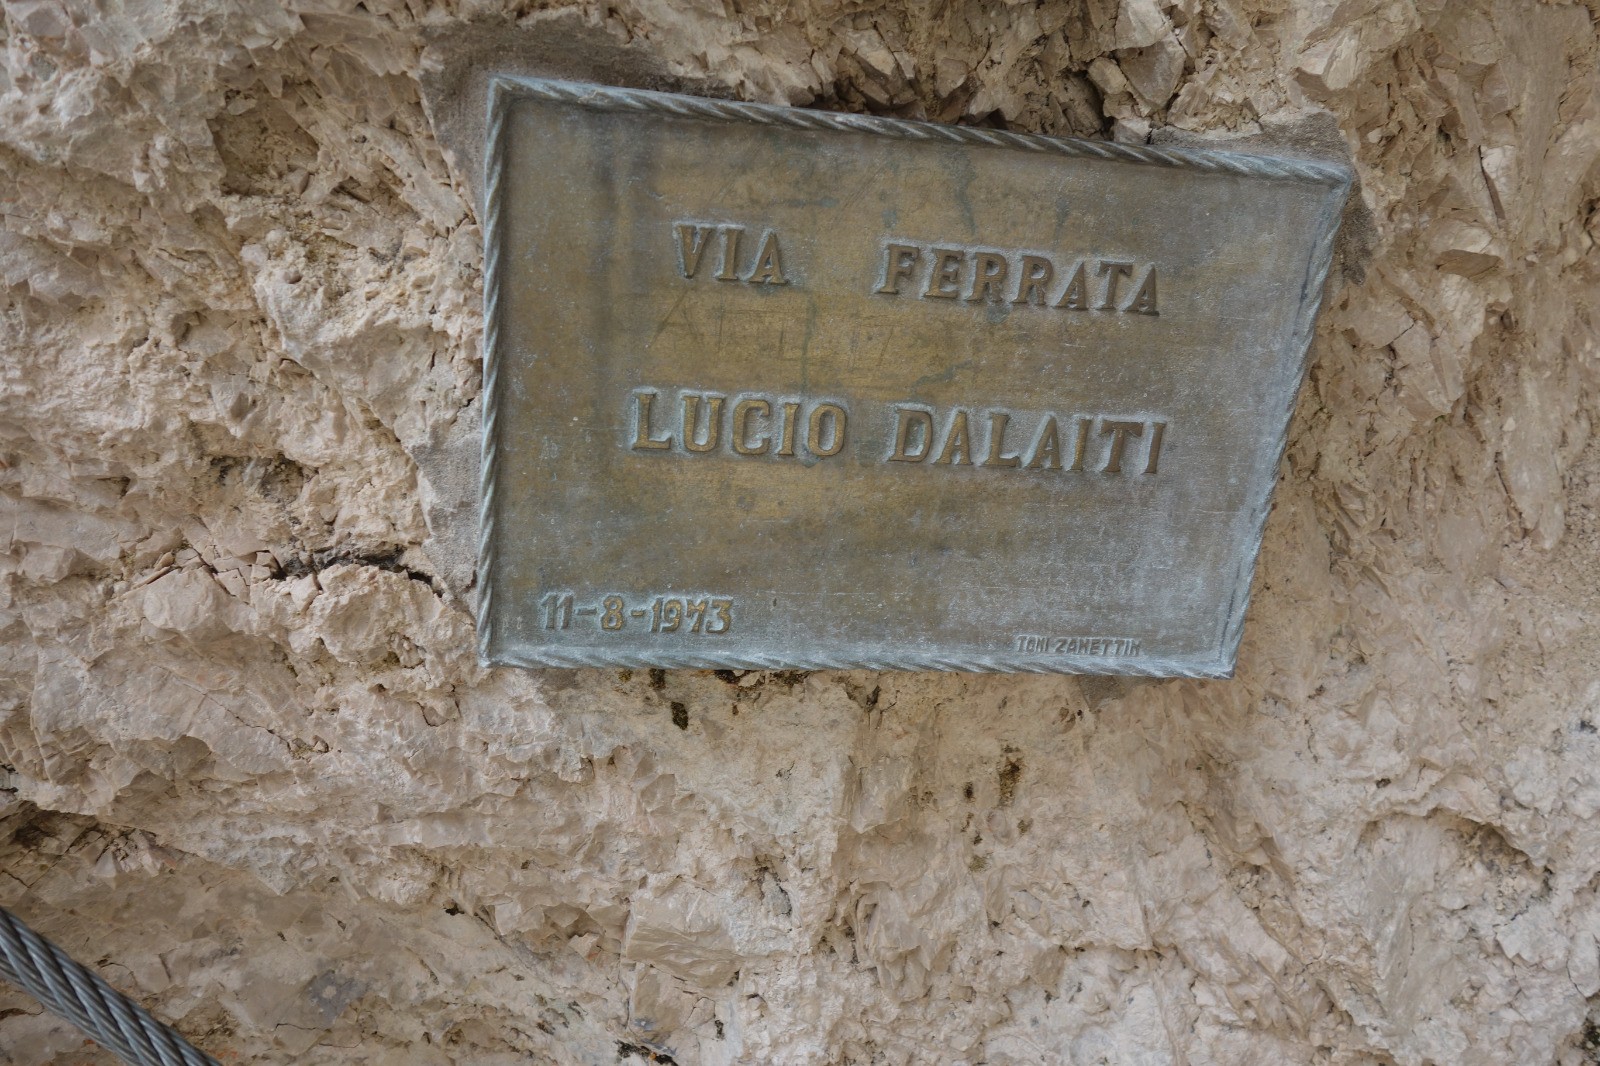 VIA FERRATA
LUCIO DALAITI
11-8-1973
TONI ZANETTIN